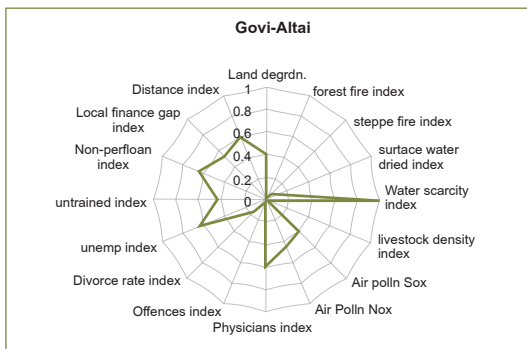 Govi-Altai
Land degrdn.
forest fire index
steppe fire index
surtace water
dried index
Water scarcity
index
livestock density
index
Air polln Sox
Air Polln Nox
Physicians index
Offences index
Divorce rate index
unemp index
untrained index
Non-perfloan
index
Local finance gap
index
Distance index
1
0.8
0.6
0.4
0.2
0